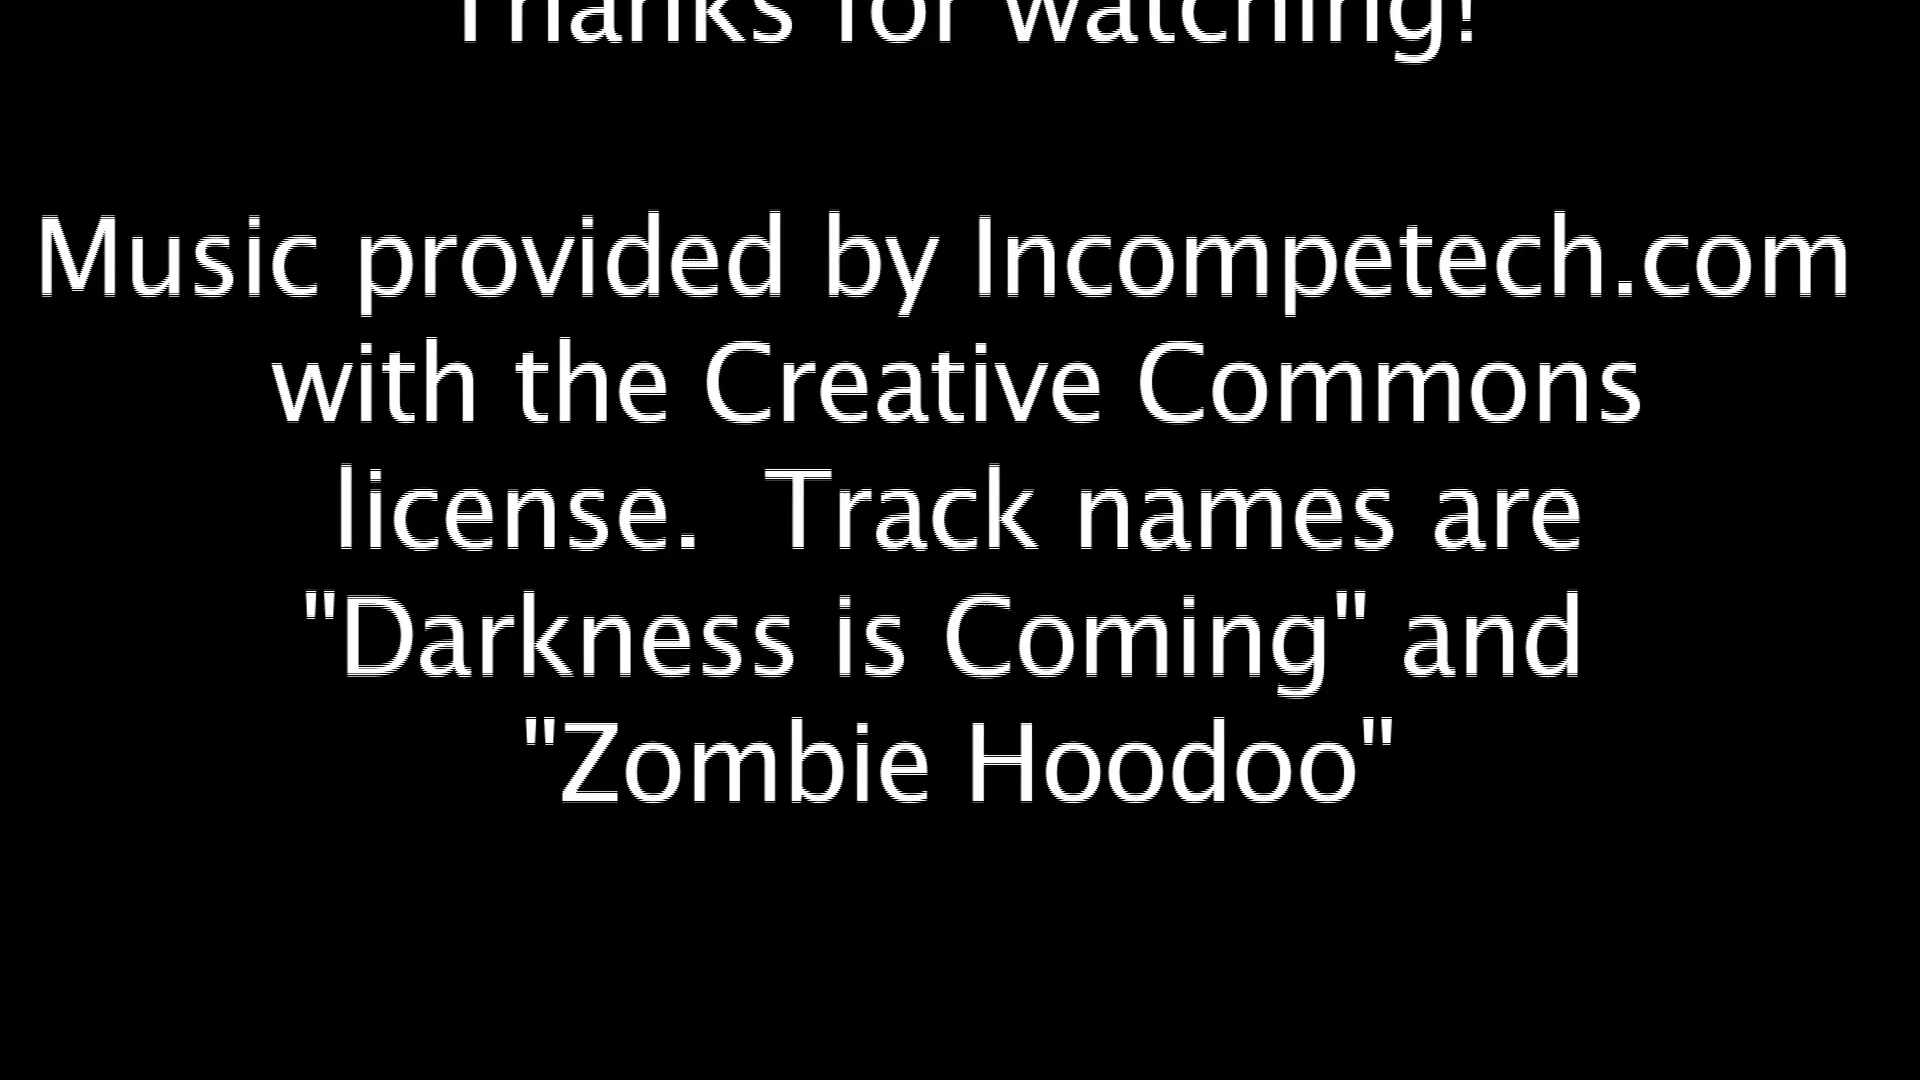 Thanks for watching!
Music provided by Incompetech.com
with the Creative Commons
license.  Track names are
"Darkness is Coming" and
"Zombie Hoodoo"